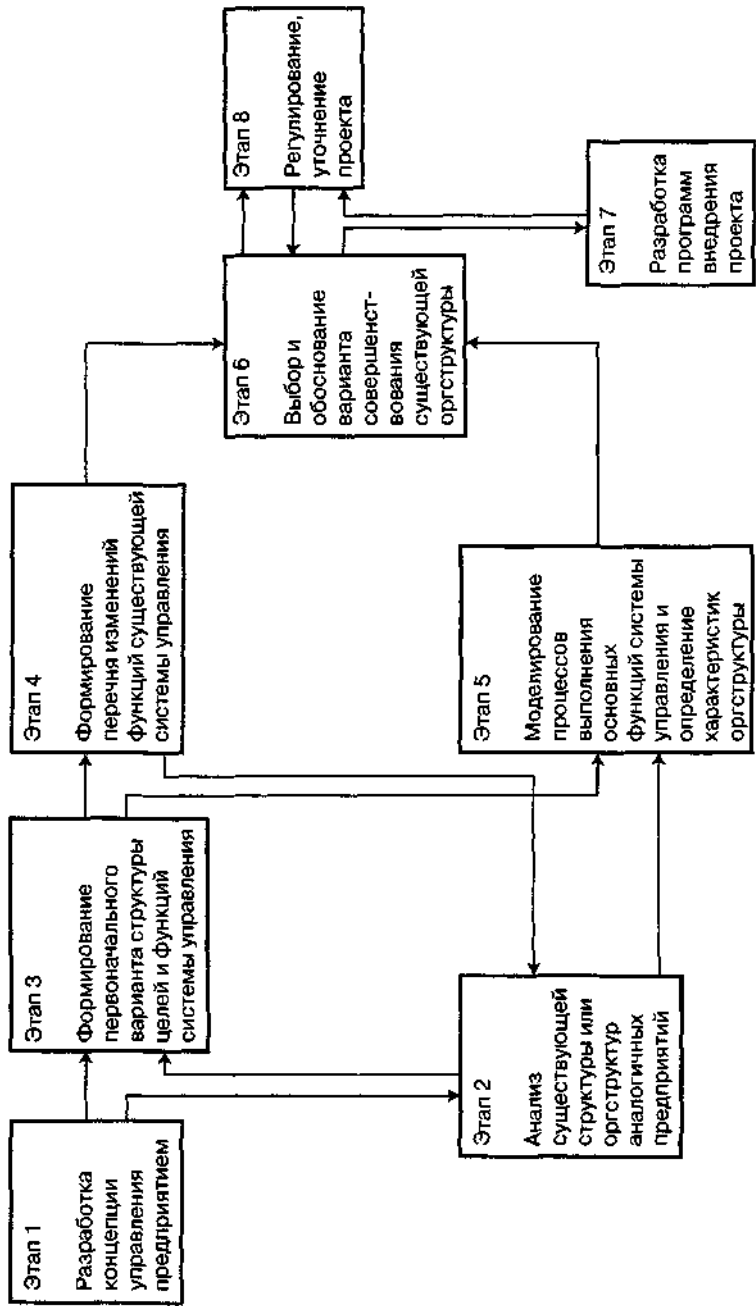 Этап 1
Разработка
концепции
управления
предприятием
Этап 2
Анализ
существующей
структуры или
оргструктур
аналогичных
предприятий
Этап 3
Формирование
первоначального
варианта структуры
целей и функций
системы управления
Этап 4
Формирование
перечня изменений
функций существующей
системы управления
Этап 5
Моделирование
процессов
выполнения
основных
функций системы
управления и
определение
характеристик
оргструктуры
Этап 6
Выбор и
обоснование
варианта
совершенст-
вования
существующей
оргструктуры
Этап 7
Разработка
программ
внедрения
проекта
Этап 8
Регулирование,
уточнение
проекта